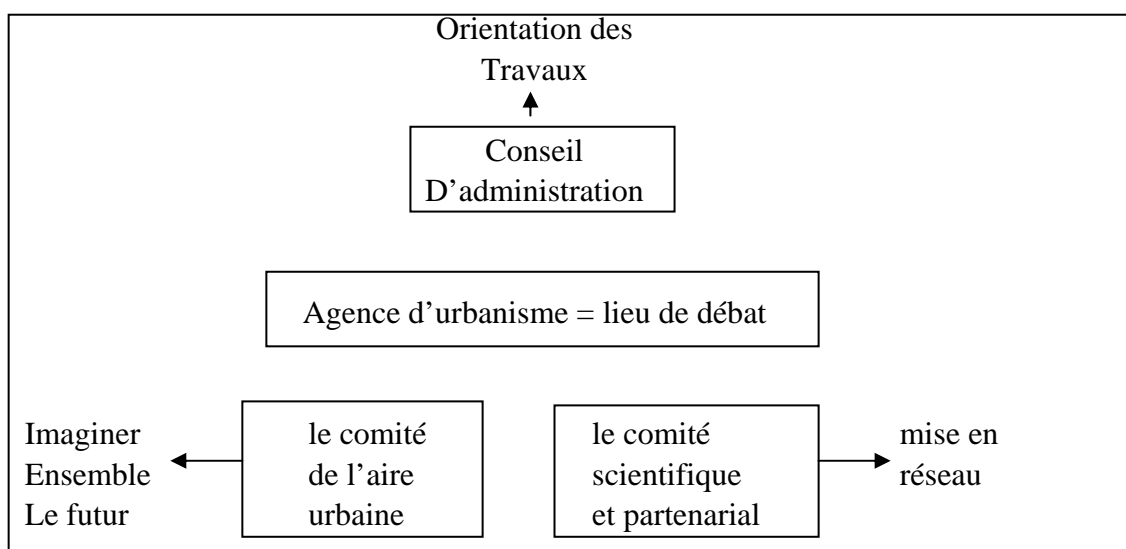 Orientation des
Travaux
Conseil
D’administration
Agence d’urbanisme = lieu de débat
Imaginer
Ensemble
Le futur
le comité
de l’aire
urbaine
le comité
scientifique
et partenarial
mise en
réseau